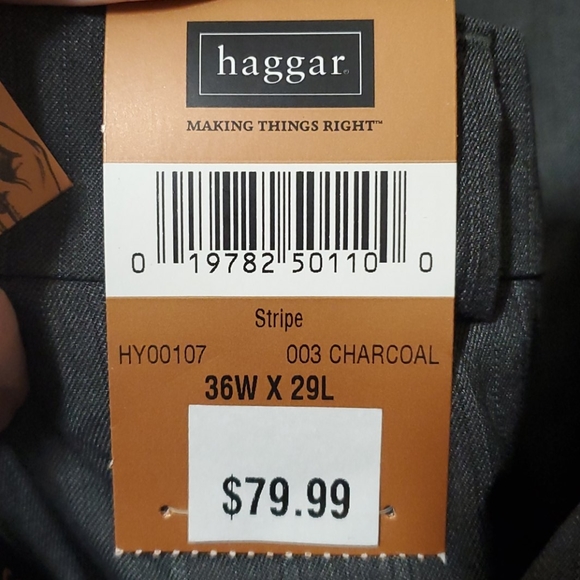 haggar
MAKING THINGS RIGHT™
0 19782 50110 0
Stripe
HY00107 003 CHARCOAL
36W X 29L
$79.99